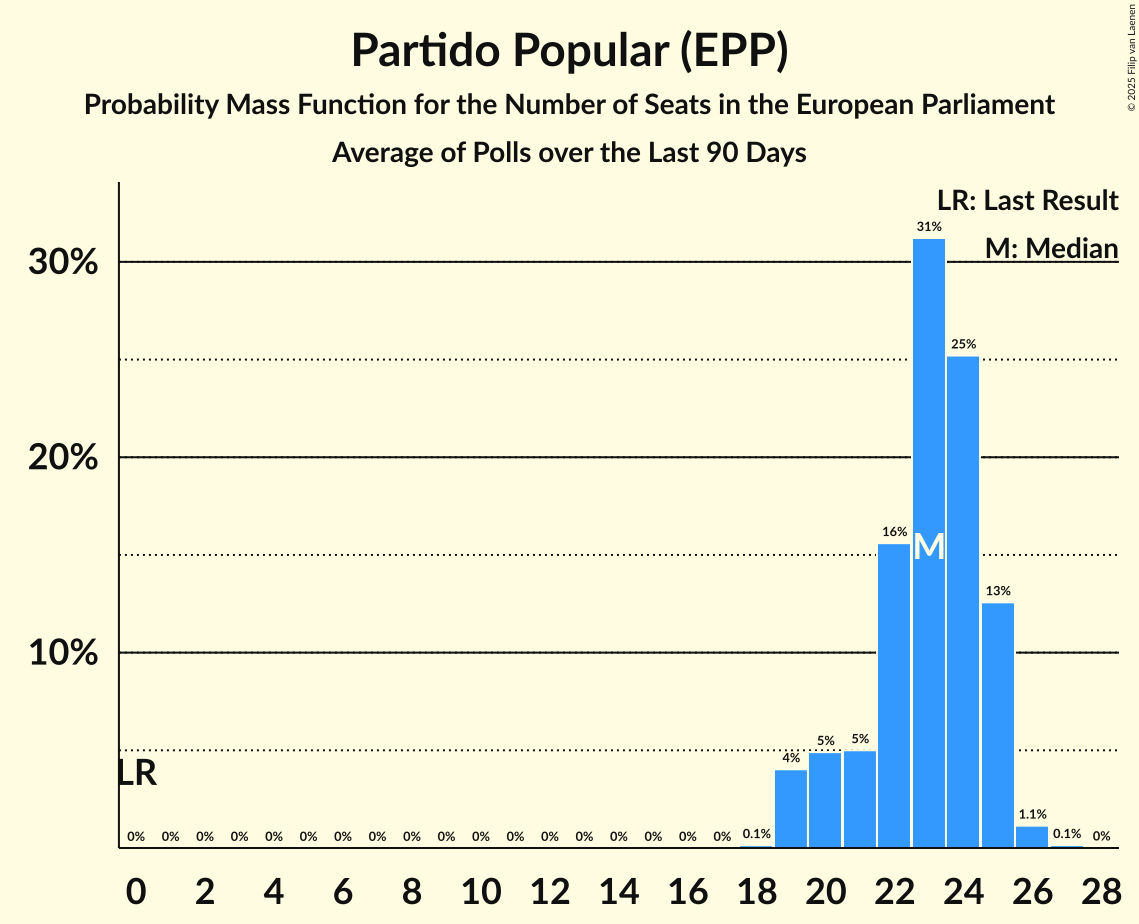 Partido Popular (EPP)
Probability Mass Function for the Number of Seats in the European Parliament
Average of Polls over the Last 90 Days
© 2025 Filip van Laenen
LR: Last Result
M: Median
30%
20%
10%
31%
25%
16%
M
13%
5%
5%
4%
LR
1.1%
0% 0% 0% 0% 0% 0% 0% 0% 0% 0% 0% 0% 0% 0% 0% 0% 0% 0% 0.1% 0.1% 0%
0 2 4 6 8 10 12 14 16 18 20 22 24 26 28